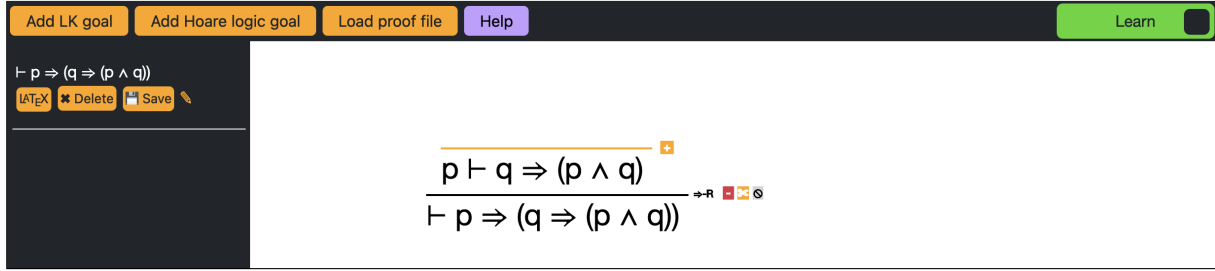 Add LK goal Add Hoare logic goal Load proof file Help Learn
⊢ p ⇒ (q ⇒ (p ∧ q))
LATEX ✖ Delete 💾 Save ✎
+
p ⊢ q ⇒ (p ∧ q)
⇒-R -
⊢ p ⇒ (q ⇒ (p ∧ q))